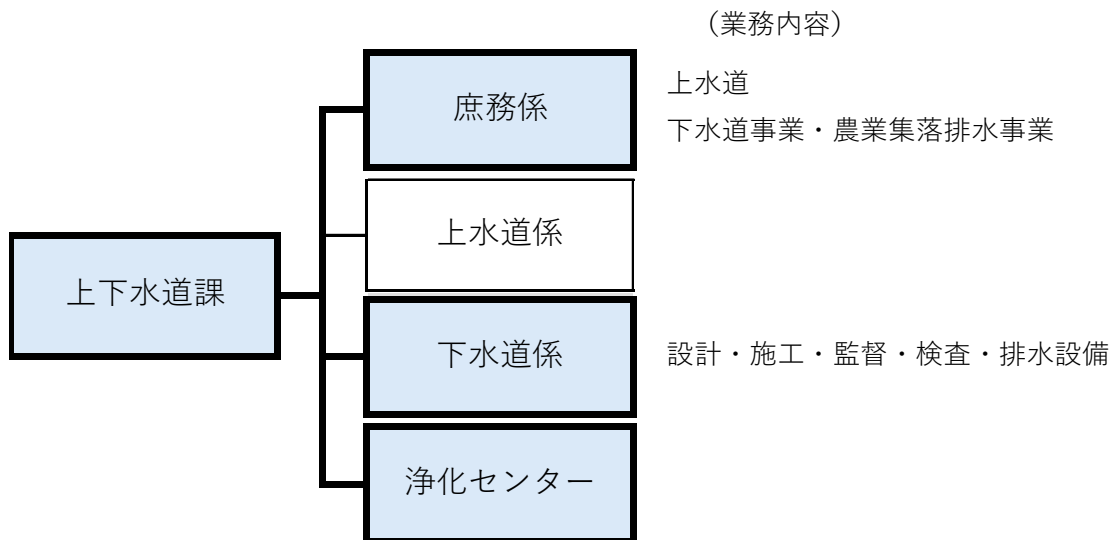 （業務内容）
庶務係
上水道
下水道事業・農業集落排水事業
上水道係
上下水道課
下水道係
設計・施工・監督・検査・排水設備
浄化センター